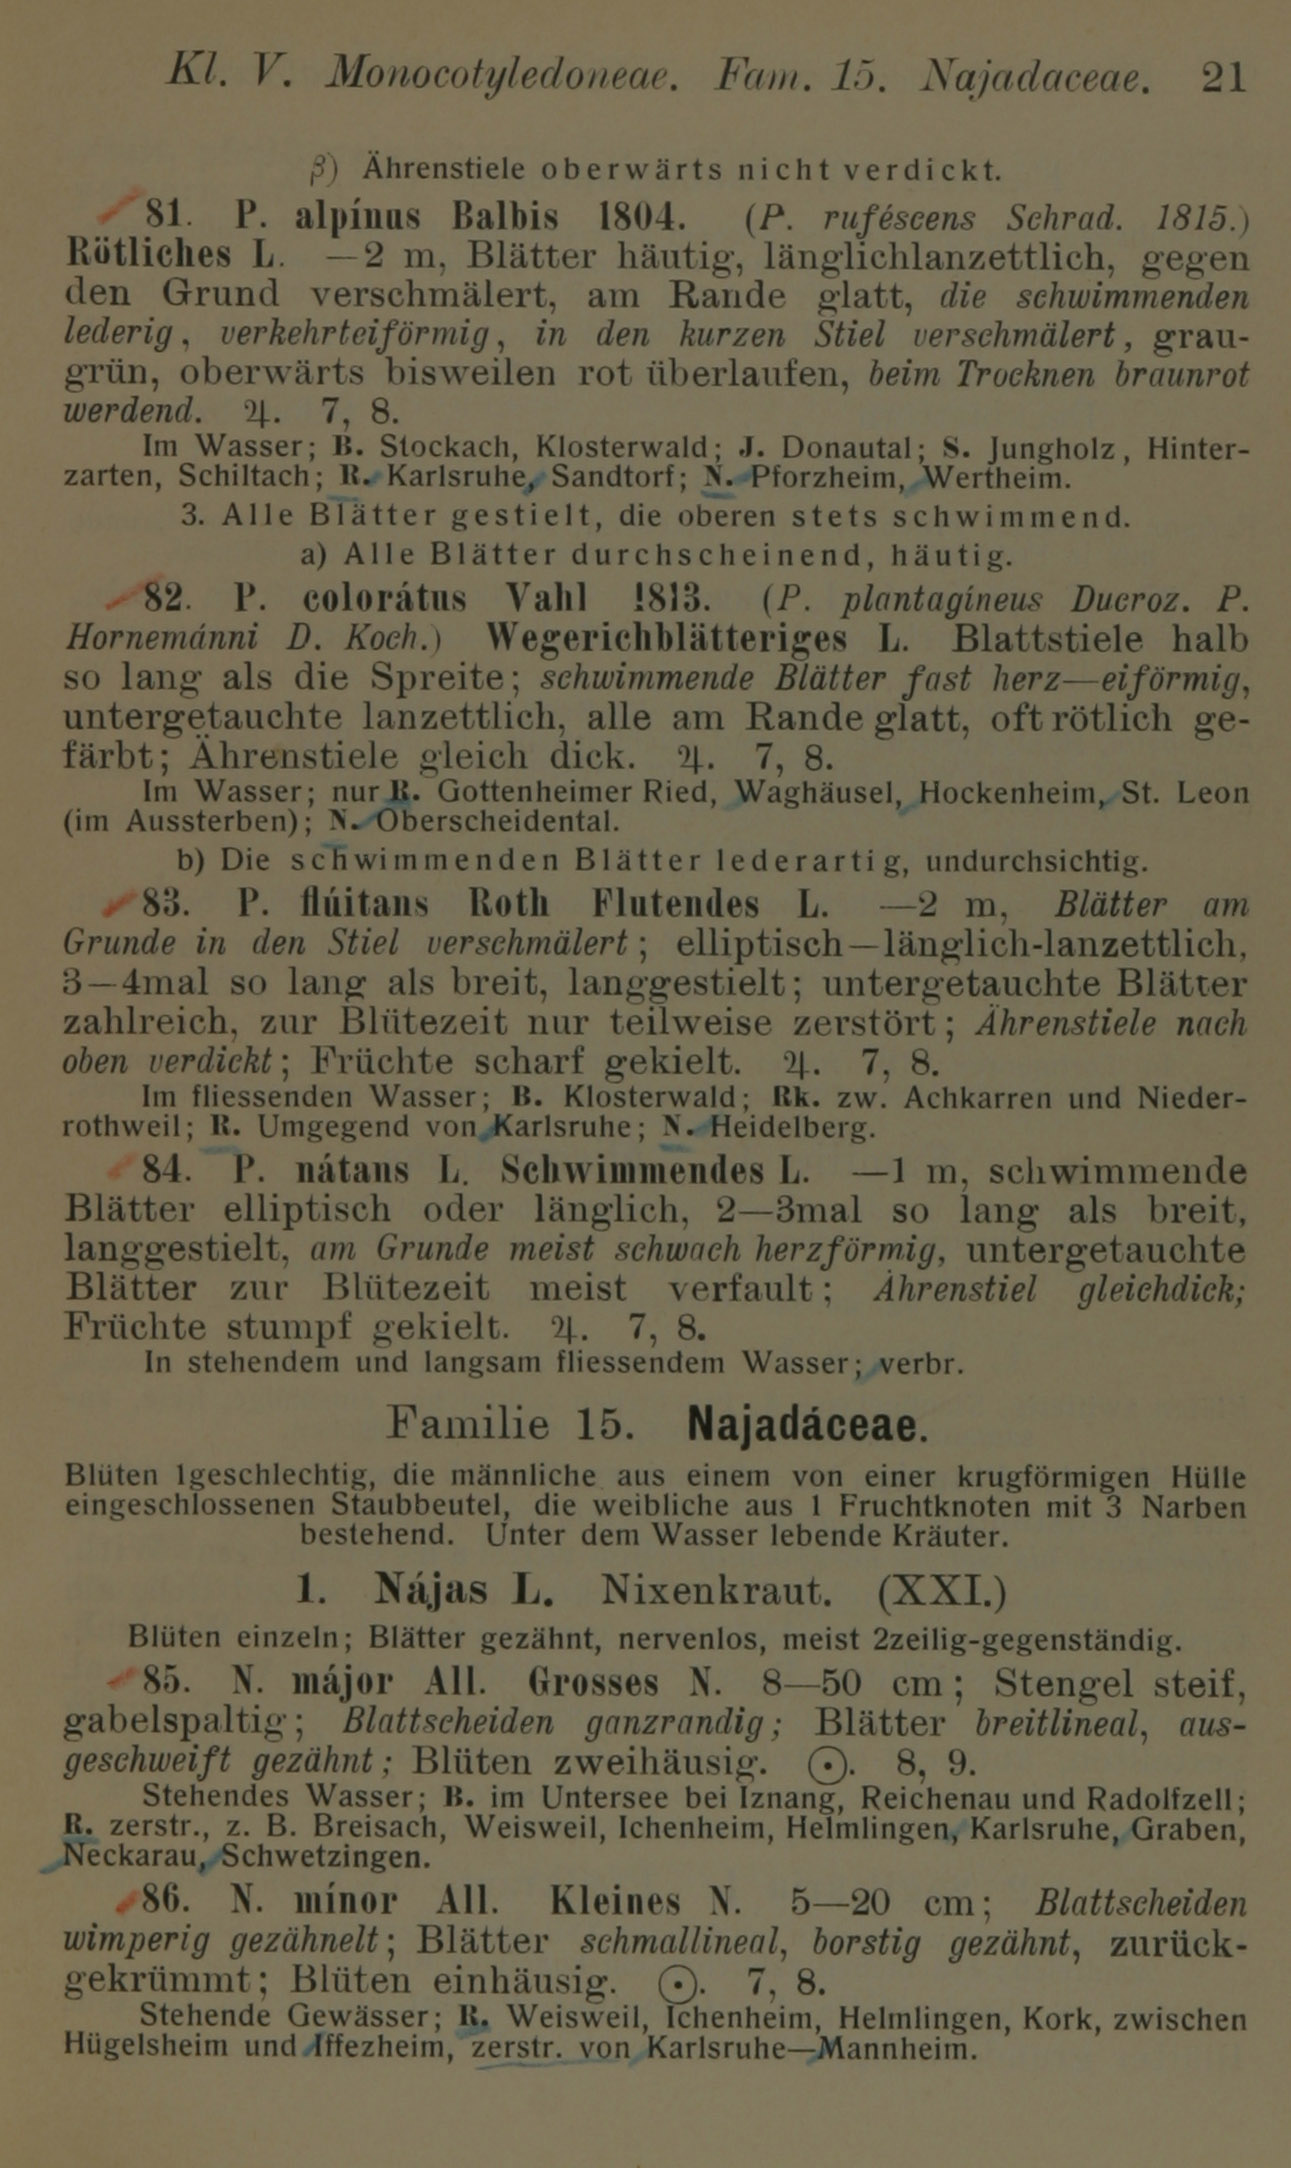 Kl. V. Monocotyledoneae. Fam. 15. Najadaceae. 21
β) Ährenstiele oberwärts nicht verdickt.
81. P. alpínus Balbis 1804. (P. ruféscens Schrad. 1815.)
Rötliches L. —2 m, Blätter häutig, länglichlanzettlich, gegen
den Grund verschmälert, am Rande glatt, die schwimmenden
lederig, verkehrteiförmig, in den kurzen Stiel verschmälert, grau-
grün, oberwärts bisweilen rot überlaufen, beim Trocknen braunrot
werdend. ♃. 7, 8.
Im Wasser; B. Stockach, Klosterwald; J. Donautal; S. Jungholz, Hinter-
zarten, Schiltach; R. Karlsruhe, Sandtorf; N. Pforzheim, Wertheim.
3. Alle Blätter gestielt, die oberen stets schwimmend.
a) Alle Blätter durchscheinend, häutig.
82. P. colorátus Vahl 1813. (P. plantagíneus Ducroz. P.
Hornemánni D. Koch.) Wegerichblätteriges L. Blattstiele halb
so lang als die Spreite; schwimmende Blätter fast herz—eiförmig,
untergetauchte lanzettlich, alle am Rande glatt, oft rötlich ge-
färbt; Ährenstiele gleich dick. ♃. 7, 8.
Im Wasser; nur R. Gottenheimer Ried, Waghäusel, Hockenheim, St. Leon
(im Aussterben); N. Oberscheidental.
b) Die schwimmenden Blätter lederartig, undurchsichtig.
83. P. flúitans Roth Flutendes L. —2 m, Blätter am
Grunde in den Stiel verschmälert; elliptisch—länglich-lanzettlich,
3—4mal so lang als breit, langgestielt; untergetauchte Blätter
zahlreich, zur Blütezeit nur teilweise zerstört; Ährenstiele nach
oben verdickt; Früchte scharf gekielt. ♃. 7, 8.
Im fliessenden Wasser; B. Klosterwald; Rk. zw. Achkarren und Nieder-
rothweil; R. Umgegend von Karlsruhe; N. Heidelberg.
84. P. nátans L. Schwimmendes L. —1 m, schwimmende
Blätter elliptisch oder länglich, 2—3mal so lang als breit,
langgestielt, am Grunde meist schwach herzförmig, untergetauchte
Blätter zur Blütezeit meist verfault; Ährenstiel gleichdick;
Früchte stumpf gekielt. ♃. 7, 8.
In stehendem und langsam fliessendem Wasser; verbr.
Familie 15. Najadáceae.
Blüten 1geschlechtig, die männliche aus einem von einer krugförmigen Hülle
eingeschlossenen Staubbeutel, die weibliche aus 1 Fruchtknoten mit 3 Narben
bestehend. Unter dem Wasser lebende Kräuter.
1. Nájas L. Nixenkraut. (XXI.)
Blüten einzeln; Blätter gezähnt, nervenlos, meist 2zeilig-gegenständig.
85. N. májor All. Grosses N. 8—50 cm; Stengel steif,
gabelspaltig; Blattscheiden ganzrandig; Blätter breitlineal, aus-
geschweift gezähnt; Blüten zweihäusig. ⊙. 8, 9.
Stehendes Wasser; B. im Untersee bei Iznang, Reichenau und Radolfzell;
R. zerstr., z. B. Breisach, Weisweil, Ichenheim, Helmlingen, Karlsruhe, Graben,
Neckarau, Schwetzingen.
86. N. mínor All. Kleines N. 5—20 cm; Blattscheiden
wimperig gezähnelt; Blätter schmallineal, borstig gezähnt, zurück-
gekrümmt; Blüten einhäusig. ⊙. 7, 8.
Stehende Gewässer; R. Weisweil, Ichenheim, Helmlingen, Kork, zwischen
Hügelsheim und Iffezheim, zerstr. von Karlsruhe—Mannheim.